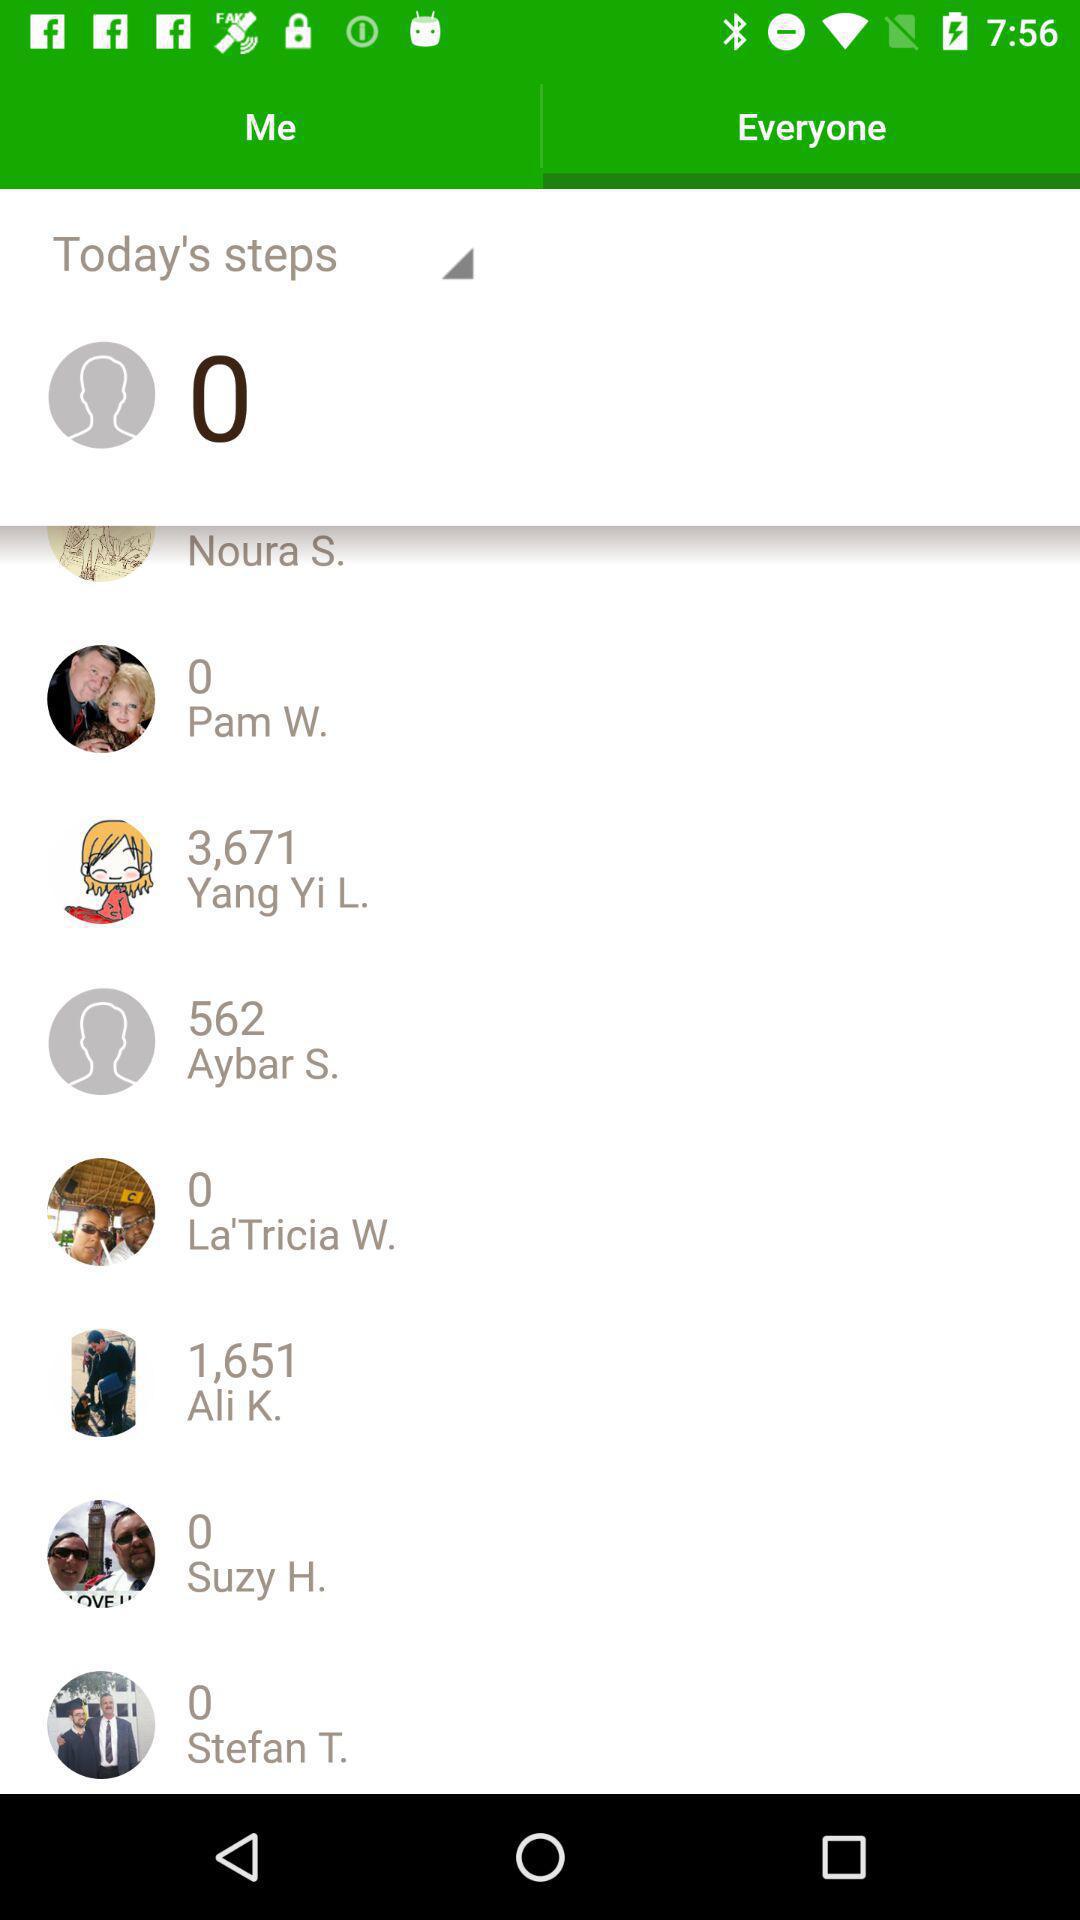 FAKE
7:56
Me
Everyone
Today's steps
0
Noura S.
0
Pam W.
3,671
Yang Yi L.
562
Aybar S.
C
0
La'Tricia W.
1,651
Ali K.
0
Suzy H.
0
Stefan T.